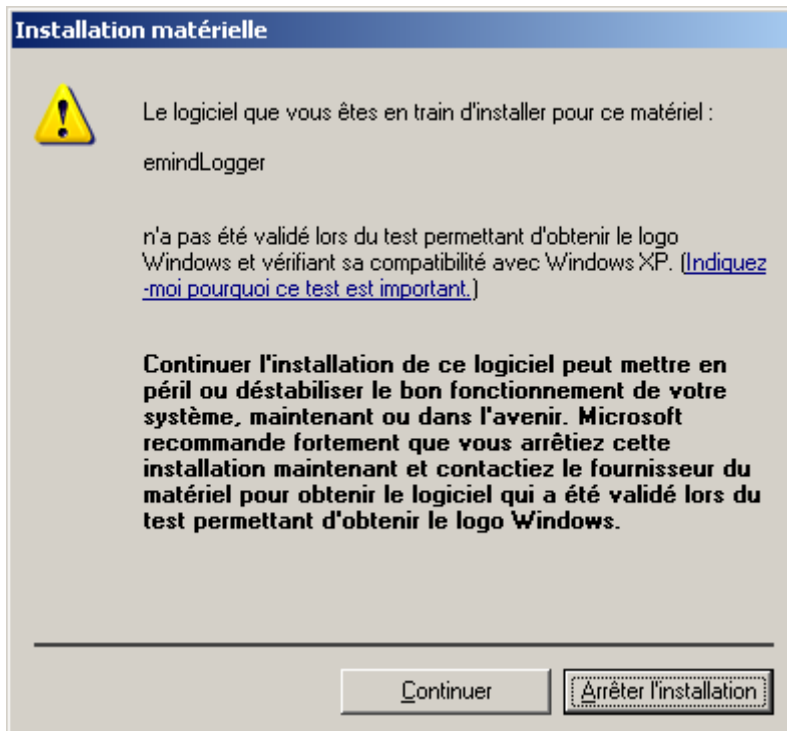 Installation matérielle
Le logiciel que vous êtes en train d'installer pour ce matériel :
emindLogger
n'a pas été validé lors du test permettant d'obtenir le logo
Windows et vérifiant sa compatibilité avec Windows XP. (Indiquez
-moi pourquoi ce test est important.)
Continuer l'installation de ce logiciel peut mettre en
péril ou déstabiliser le bon fonctionnement de votre
système, maintenant ou dans l'avenir. Microsoft
recommande fortement que vous arrêtiez cette
installation maintenant et contactiez le fournisseur du
matériel pour obtenir le logiciel qui a été validé lors du
test permettant d'obtenir le logo Windows.
Continuer
Arrêter l'installation